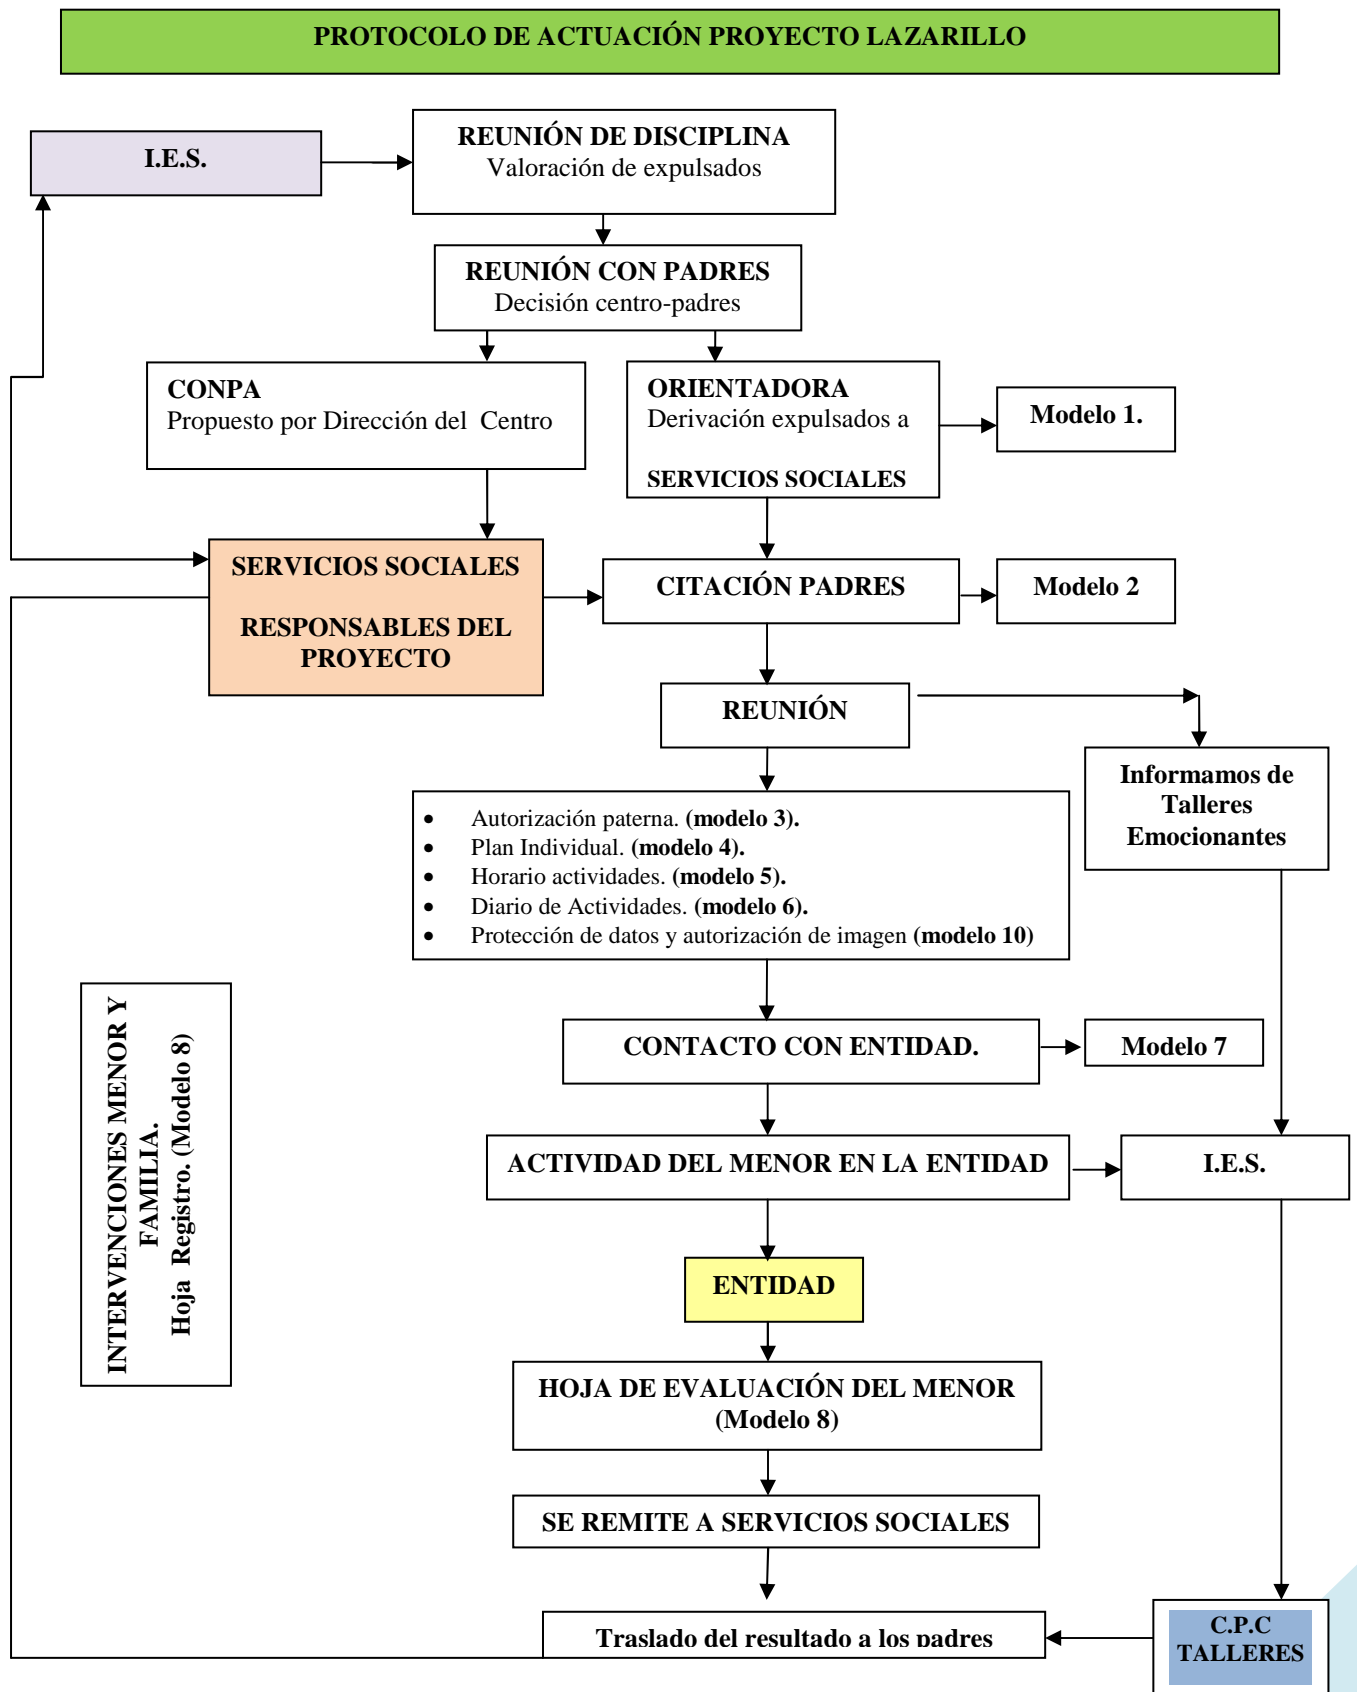 PROTOCOLO DE ACTUACIÓN PROYECTO LAZARILLO
I.E.S.
REUNIÓN DE DISCIPLINA
Valoración de expulsados
REUNIÓN CON PADRES
Decisión centro-padres
CONPA
Propuesto por Dirección del Centro
ORIENTADORA
Derivación expulsados a
SERVICIOS SOCIALES
Modelo 1.
SERVICIOS SOCIALES
RESPONSABLES DEL
PROYECTO
CITACIÓN PADRES
Modelo 2
REUNIÓN
Informamos de
Talleres
Emocionantes
• Autorización paterna. (modelo 3).
• Plan Individual. (modelo 4).
• Horario actividades. (modelo 5).
• Diario de Actividades. (modelo 6).
• Protección de datos y autorización de imagen (modelo 10)
INTERVENCIONES MENOR Y
FAMILIA.
Hoja Registro. (Modelo 8)
CONTACTO CON ENTIDAD.
Modelo 7
ACTIVIDAD DEL MENOR EN LA ENTIDAD
I.E.S.
ENTIDAD
HOJA DE EVALUACIÓN DEL MENOR
(Modelo 8)
SE REMITE A SERVICIOS SOCIALES
Traslado del resultado a los padres
C.P.C
TALLERES